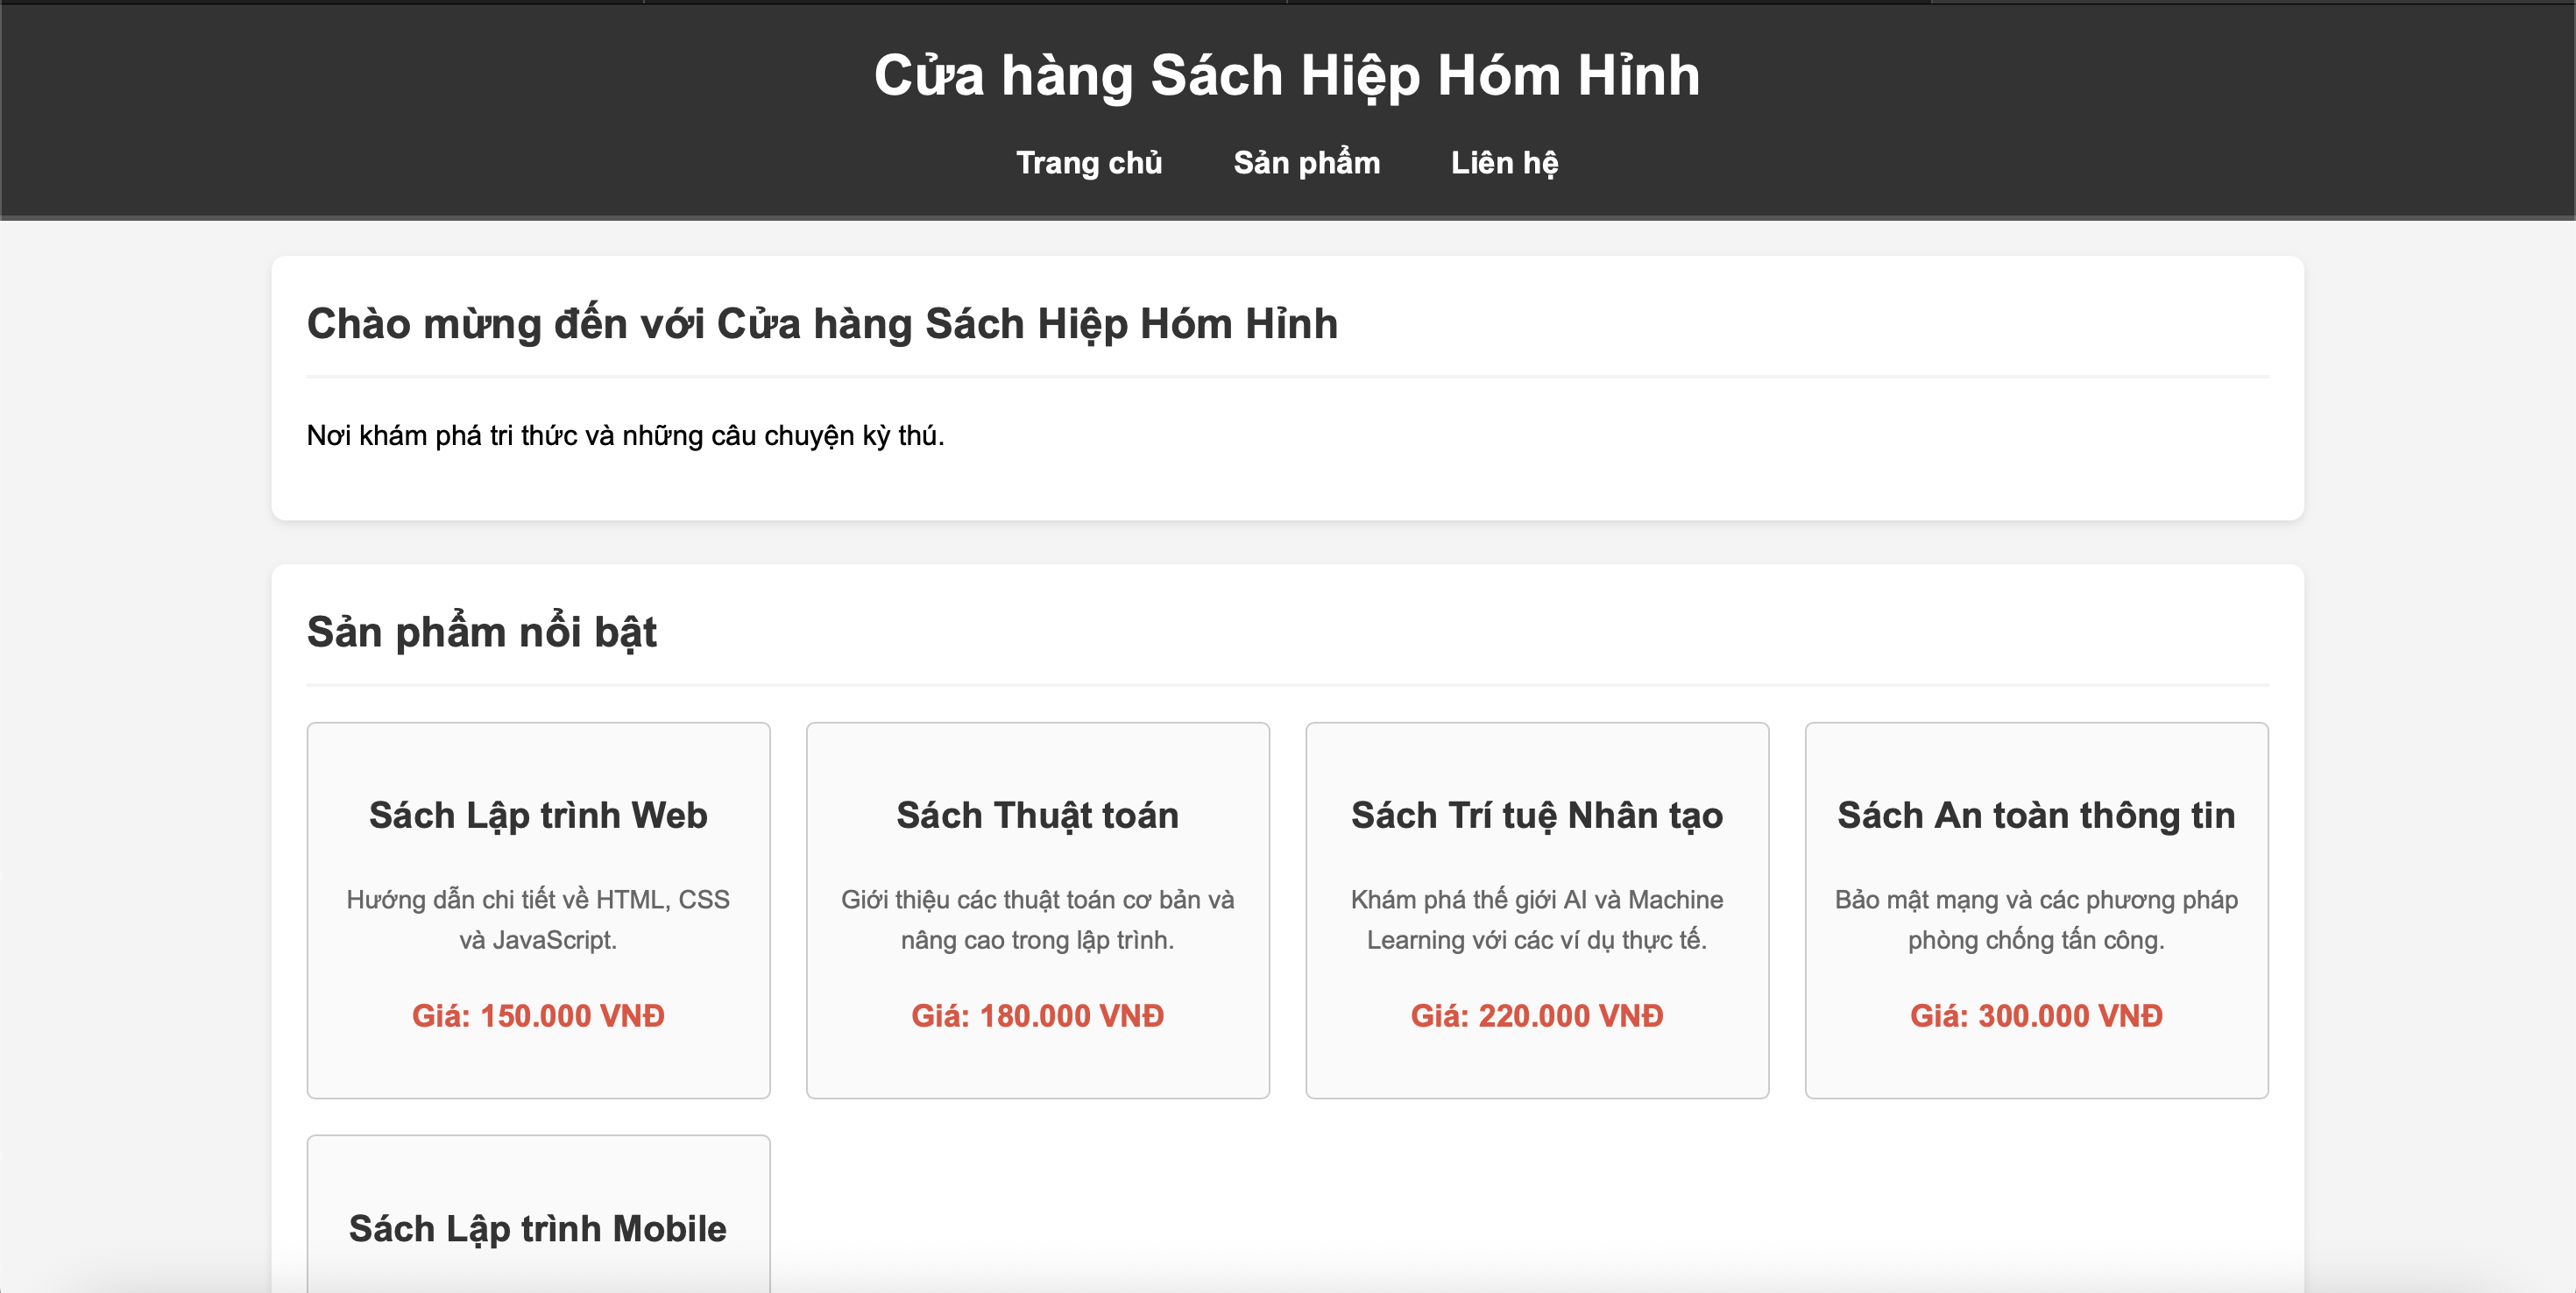 Cửa hàng Sách Hiệp Hóm Hỉnh
Trang chủ Sản phẩm Liên hệ
Chào mừng đến với Cửa hàng Sách Hiệp Hóm Hỉnh
Nơi khám phá tri thức và những câu chuyện kỳ thú.
Sản phẩm nổi bật
Sách Lập trình Web
Hướng dẫn chi tiết về HTML, CSS
và JavaScript.
Giá: 150.000 VNĐ
Sách Thuật toán
Giới thiệu các thuật toán cơ bản và
nâng cao trong lập trình.
Giá: 180.000 VNĐ
Sách Trí tuệ Nhân tạo
Khám phá thế giới AI và Machine
Learning với các ví dụ thực tế.
Giá: 220.000 VNĐ
Sách An toàn thông tin
Bảo mật mạng và các phương pháp
phòng chống tấn công.
Giá: 300.000 VNĐ
Sách Lập trình Mobile